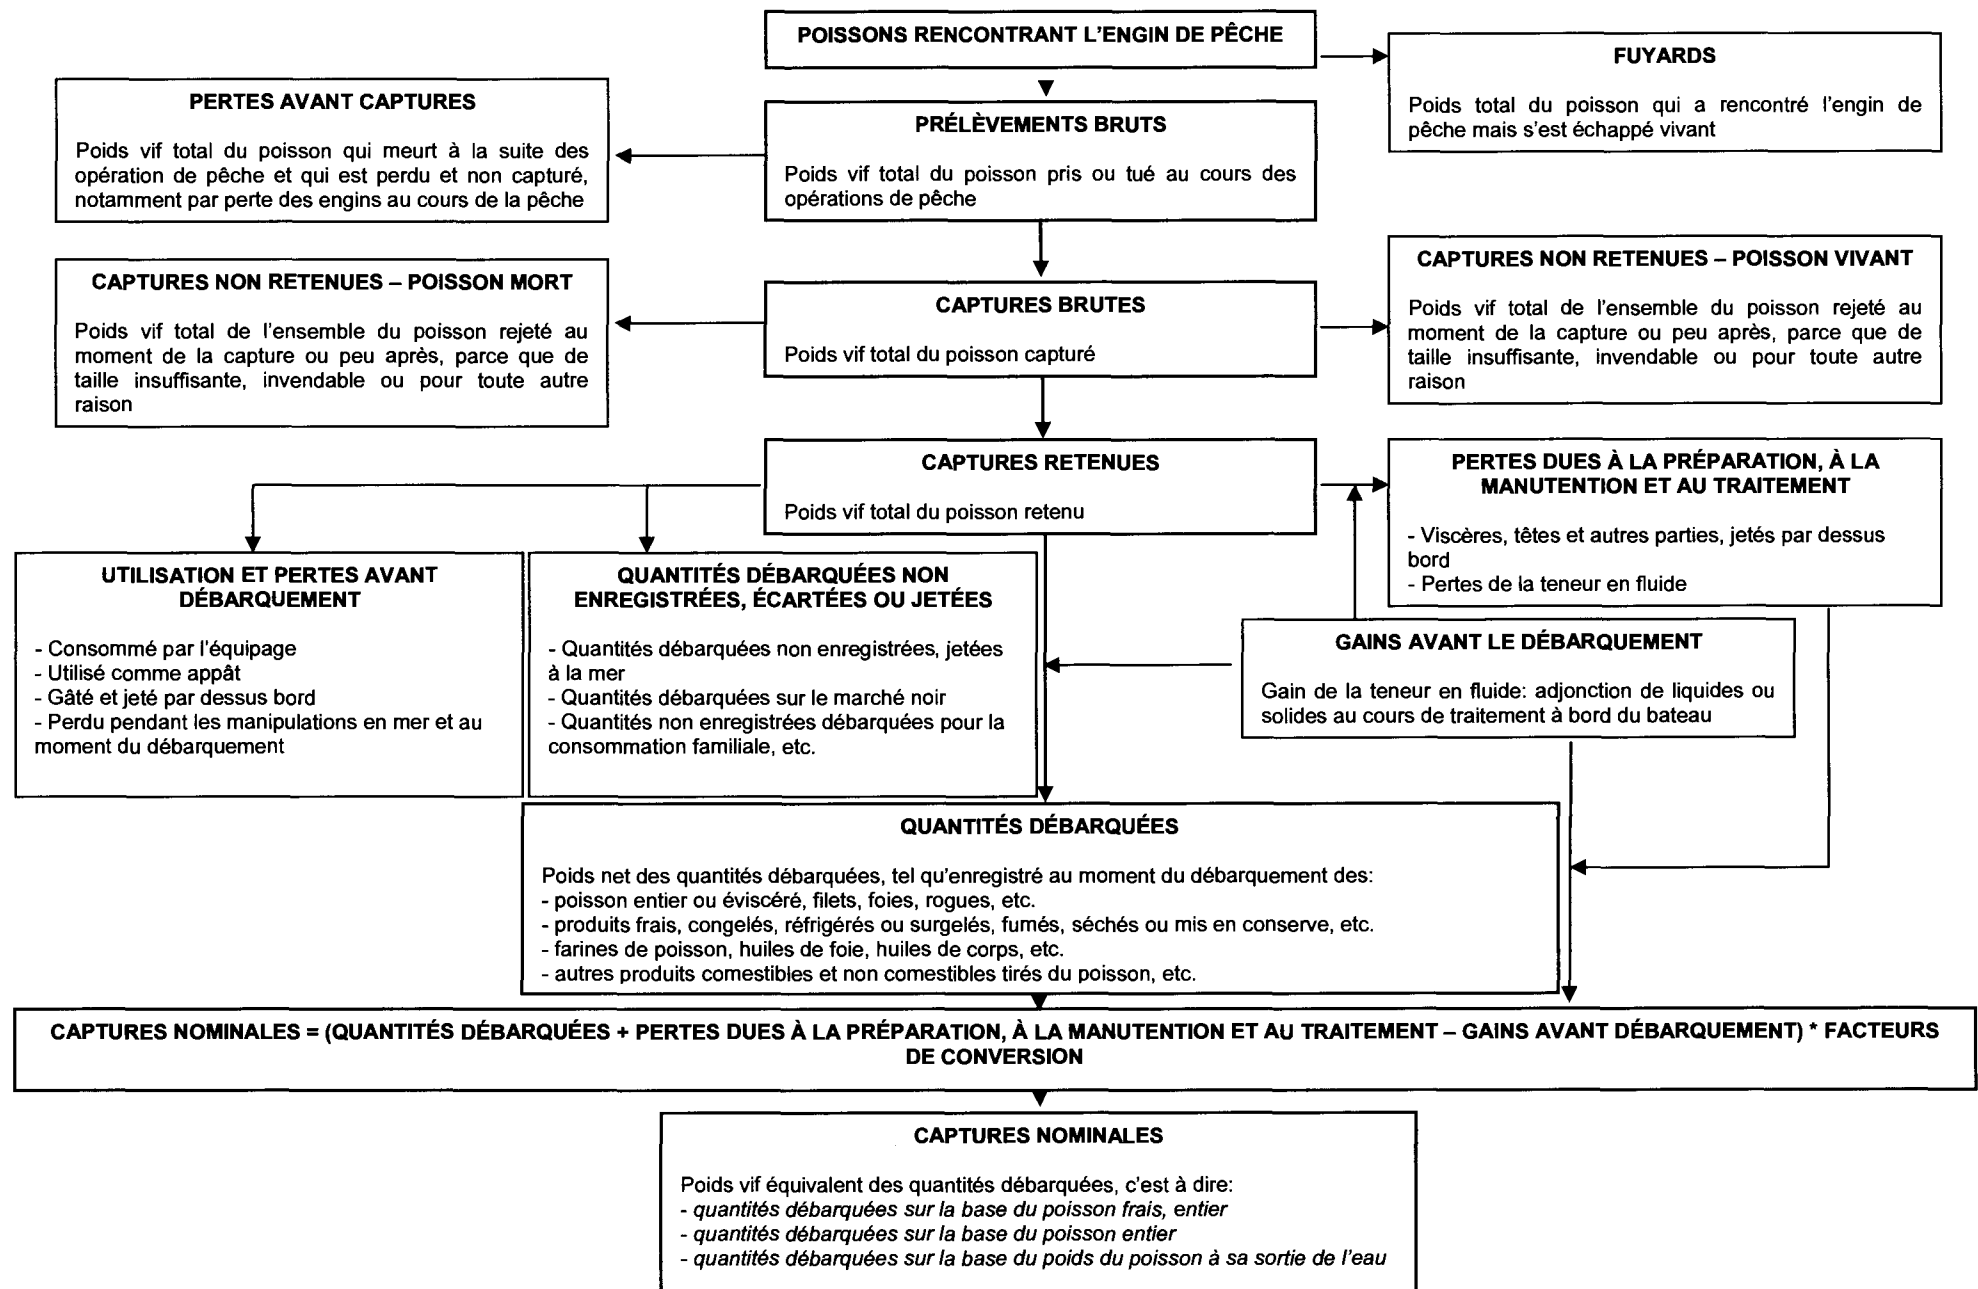 POISSONS RENCONTRANT L'ENGIN DE PÊCHE
FUYARDS
Poids total du poisson qui a rencontré l'engin de
pêche mais s'est échappé vivant
PERTES AVANT CAPTURES
Poids vif total du poisson qui meurt à la suite des
opération de pêche et qui est perdu et non capturé,
notamment par perte des engins au cours de la pêche
PRÉLÈVEMENTS BRUTS
Poids vif total du poisson pris ou tué au cours des
opérations de pêche
CAPTURES NON RETENUES – POISSON MORT
Poids vif total de l'ensemble du poisson rejeté au
moment de la capture ou peu après, parce que de
taille insuffisante, invendable ou pour toute autre
raison
CAPTURES BRUTES
Poids vif total du poisson capturé
CAPTURES NON RETENUES – POISSON VIVANT
Poids vif total de l'ensemble du poisson rejeté au
moment de la capture ou peu après, parce que de
taille insuffisante, invendable ou pour toute autre
raison
CAPTURES RETENUES
Poids vif total du poisson retenu
PERTES DUES À LA PRÉPARATION, À LA
MANUTENTION ET AU TRAITEMENT
- Viscères, têtes et autres parties, jetés par dessus
bord
- Pertes de la teneur en fluide
UTILISATION ET PERTES AVANT
DÉBARQUEMENT
- Consommé par l'équipage
- Utilisé comme appât
- Gâté et jeté par dessus bord
- Perdu pendant les manipulations en mer et au
moment du débarquement
QUANTITÉS DÉBARQUÉES NON
ENREGISTRÉES, ÉCARTÉES OU JETÉES
- Quantités débarquées non enregistrées, jetées
à la mer
- Quantités débarquées sur le marché noir
- Quantités non enregistrées débarquées pour la
consommation familiale, etc.
GAINS AVANT LE DÉBARQUEMENT
Gain de la teneur en fluide: adjonction de liquides ou
solides au cours de traitement à bord du bateau
QUANTITÉS DÉBARQUÉES
Poids net des quantités débarquées, tel qu'enregistré au moment du débarquement des:
- poisson entier ou éviscéré, filets, foies, rogues, etc.
- produits frais, congelés, réfrigérés ou surgelés, fumés, séchés ou mis en conserve, etc.
- farines de poisson, huiles de foie, huiles de corps, etc.
- autres produits comestibles et non comestibles tirés du poisson, etc.
CAPTURES NOMINALES = (QUANTITÉS DÉBARQUÉES + PERTES DUES À LA PRÉPARATION, À LA MANUTENTION ET AU TRAITEMENT – GAINS AVANT DÉBARQUEMENT) * FACTEURS
DE CONVERSION
CAPTURES NOMINALES
Poids vif équivalent des quantités débarquées, c'est à dire:
- quantités débarquées sur la base du poisson frais, entier
- quantités débarquées sur la base du poisson entier
- quantités débarquées sur la base du poids du poisson à sa sortie de l'eau